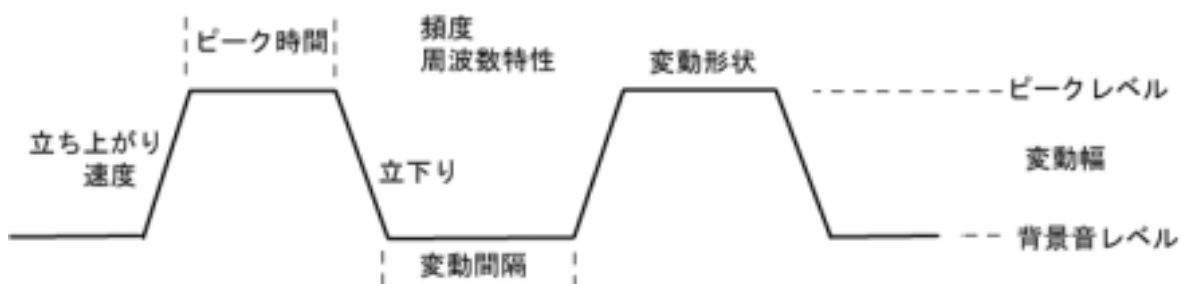 ピーク時間
頻度
周波数特性
変動形状
ピークレベル
立ち上がり
速度
立下り
変動幅
変動間隔
背景音レベル